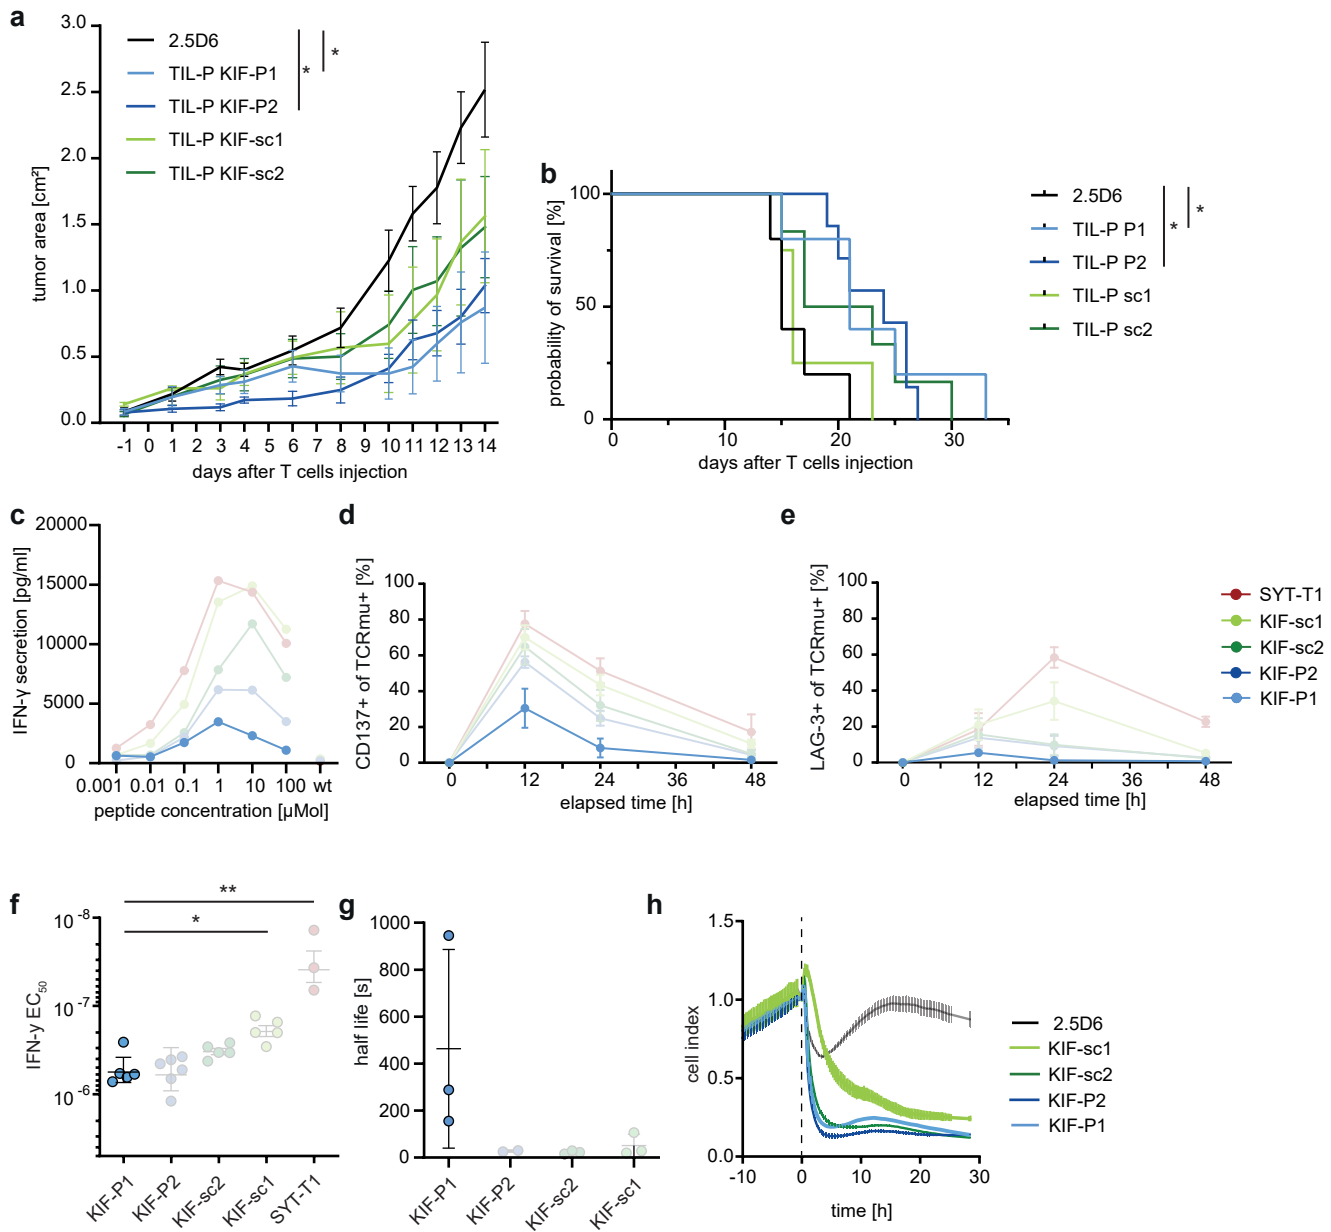 a
3.0
2.5
2.0
1.5
1.0
0.5
0.0
tumor area [cm²]
-1 0 1 2 3 4 5 6 7 8 9 10 11 12 13 14
days after T cells injection
2.5D6
TIL-P KIF-P1
TIL-P KIF-P2
TIL-P KIF-sc1
TIL-P KIF-sc2
*
*
b
100
50
0
probability of survival [%]
0 10 20 30
days after T cells injection
2.5D6
TIL-P P1
TIL-P P2
TIL-P sc1
TIL-P sc2
*
*
c
20000
15000
10000
5000
0
IFN-γ secretion [pg/ml]
0.001 0.01 0.1 1 10 100 wt
peptide concentration [µMol]
d
100
80
60
40
20
0
CD137+ of TCRmu+ [%]
0 12 24 36 48
elapsed time [h]
e
100
80
60
40
20
0
LAG-3+ of TCRmu+ [%]
0 12 24 36 48
elapsed time [h]
SYT-T1
KIF-sc1
KIF-sc2
KIF-P2
KIF-P1
f
**
*
10-8
10-7
10-6
IFN-y EC50
KIF-P1
KIF-P2
KIF-sc2
KIF-sc1
SYT-T1
g
1000
800
600
400
200
0
half life [s]
KIF-P1
KIF-P2
KIF-sc2
KIF-sc1
h
1.5
1.0
0.5
0.0
cell index
-10 0 10 20 30
time [h]
2.5D6
KIF-sc1
KIF-sc2
KIF-P2
KIF-P1